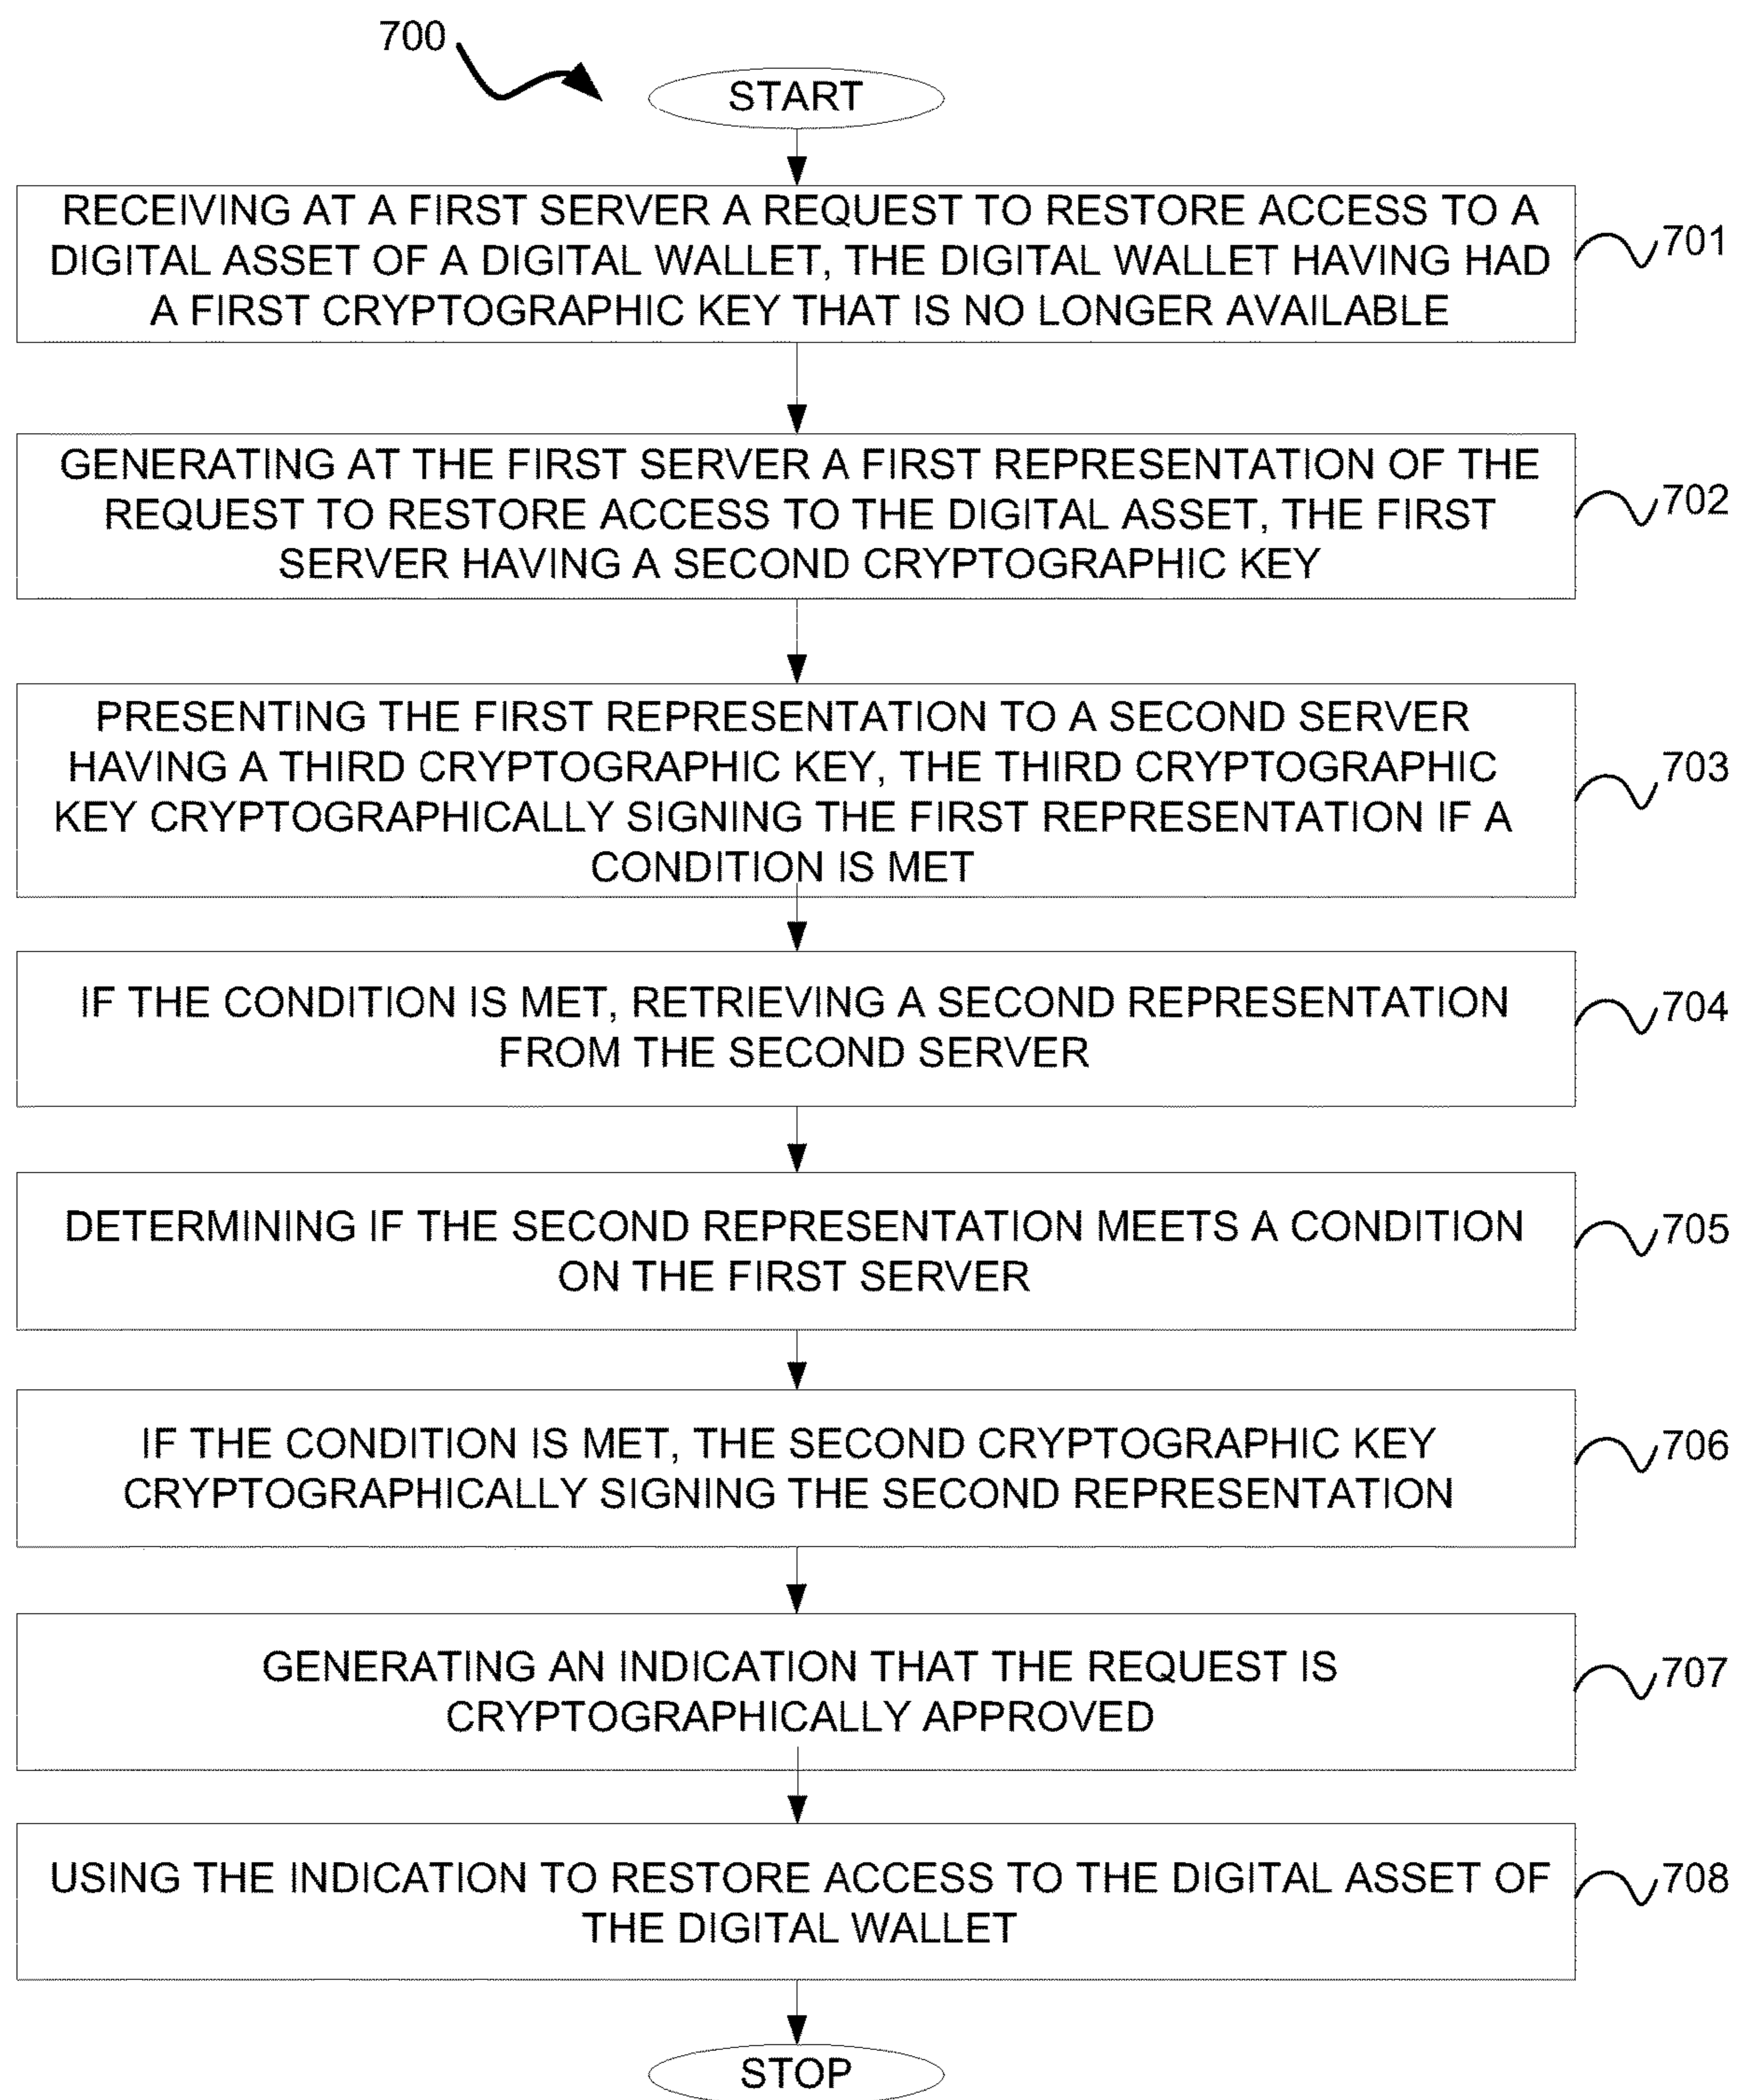 700
START
RECEIVING AT A FIRST SERVER A REQUEST TO RESTORE ACCESS TO A
DIGITAL ASSET OF A DIGITAL WALLET, THE DIGITAL WALLET HAVING HAD
A FIRST CRYPTOGRAPHIC KEY THAT IS NO LONGER AVAILABLE
701
GENERATING AT THE FIRST SERVER A FIRST REPRESENTATION OF THE
REQUEST TO RESTORE ACCESS TO THE DIGITAL ASSET, THE FIRST
SERVER HAVING A SECOND CRYPTOGRAPHIC KEY
702
PRESENTING THE FIRST REPRESENTATION TO A SECOND SERVER
HAVING A THIRD CRYPTOGRAPHIC KEY, THE THIRD CRYPTOGRAPHIC
KEY CRYPTOGRAPHICALLY SIGNING THE FIRST REPRESENTATION IF A
CONDITION IS MET
703
IF THE CONDITION IS MET, RETRIEVING A SECOND REPRESENTATION
FROM THE SECOND SERVER
704
DETERMINING IF THE SECOND REPRESENTATION MEETS A CONDITION
ON THE FIRST SERVER
705
IF THE CONDITION IS MET, THE SECOND CRYPTOGRAPHIC KEY
CRYPTOGRAPHICALLY SIGNING THE SECOND REPRESENTATION
706
GENERATING AN INDICATION THAT THE REQUEST IS
CRYPTOGRAPHICALLY APPROVED
707
USING THE INDICATION TO RESTORE ACCESS TO THE DIGITAL ASSET OF
THE DIGITAL WALLET
708
STOP